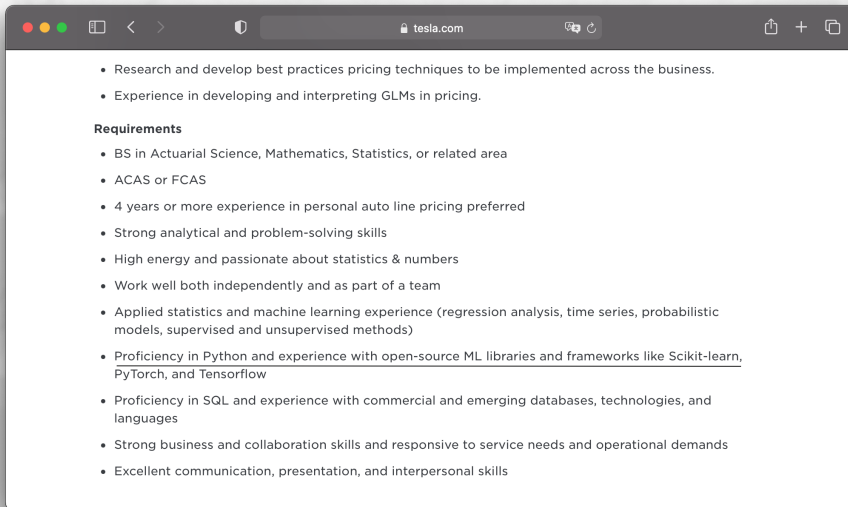 tesla.com
• Research and develop best practices pricing techniques to be implemented across the business.
• Experience in developing and interpreting GLMs in pricing.
Requirements
• BS in Actuarial Science, Mathematics, Statistics, or related area
• ACAS or FCAS
• 4 years or more experience in personal auto line pricing preferred
• Strong analytical and problem-solving skills
• High energy and passionate about statistics & numbers
• Work well both independently and as part of a team
• Applied statistics and machine learning experience (regression analysis, time series, probabilistic
models, supervised and unsupervised methods)
• Proficiency in Python and experience with open-source ML libraries and frameworks like Scikit-learn,
PyTorch, and Tensorflow
• Proficiency in SQL and experience with commercial and emerging databases, technologies, and
languages
• Strong business and collaboration skills and responsive to service needs and operational demands
• Excellent communication, presentation, and interpersonal skills